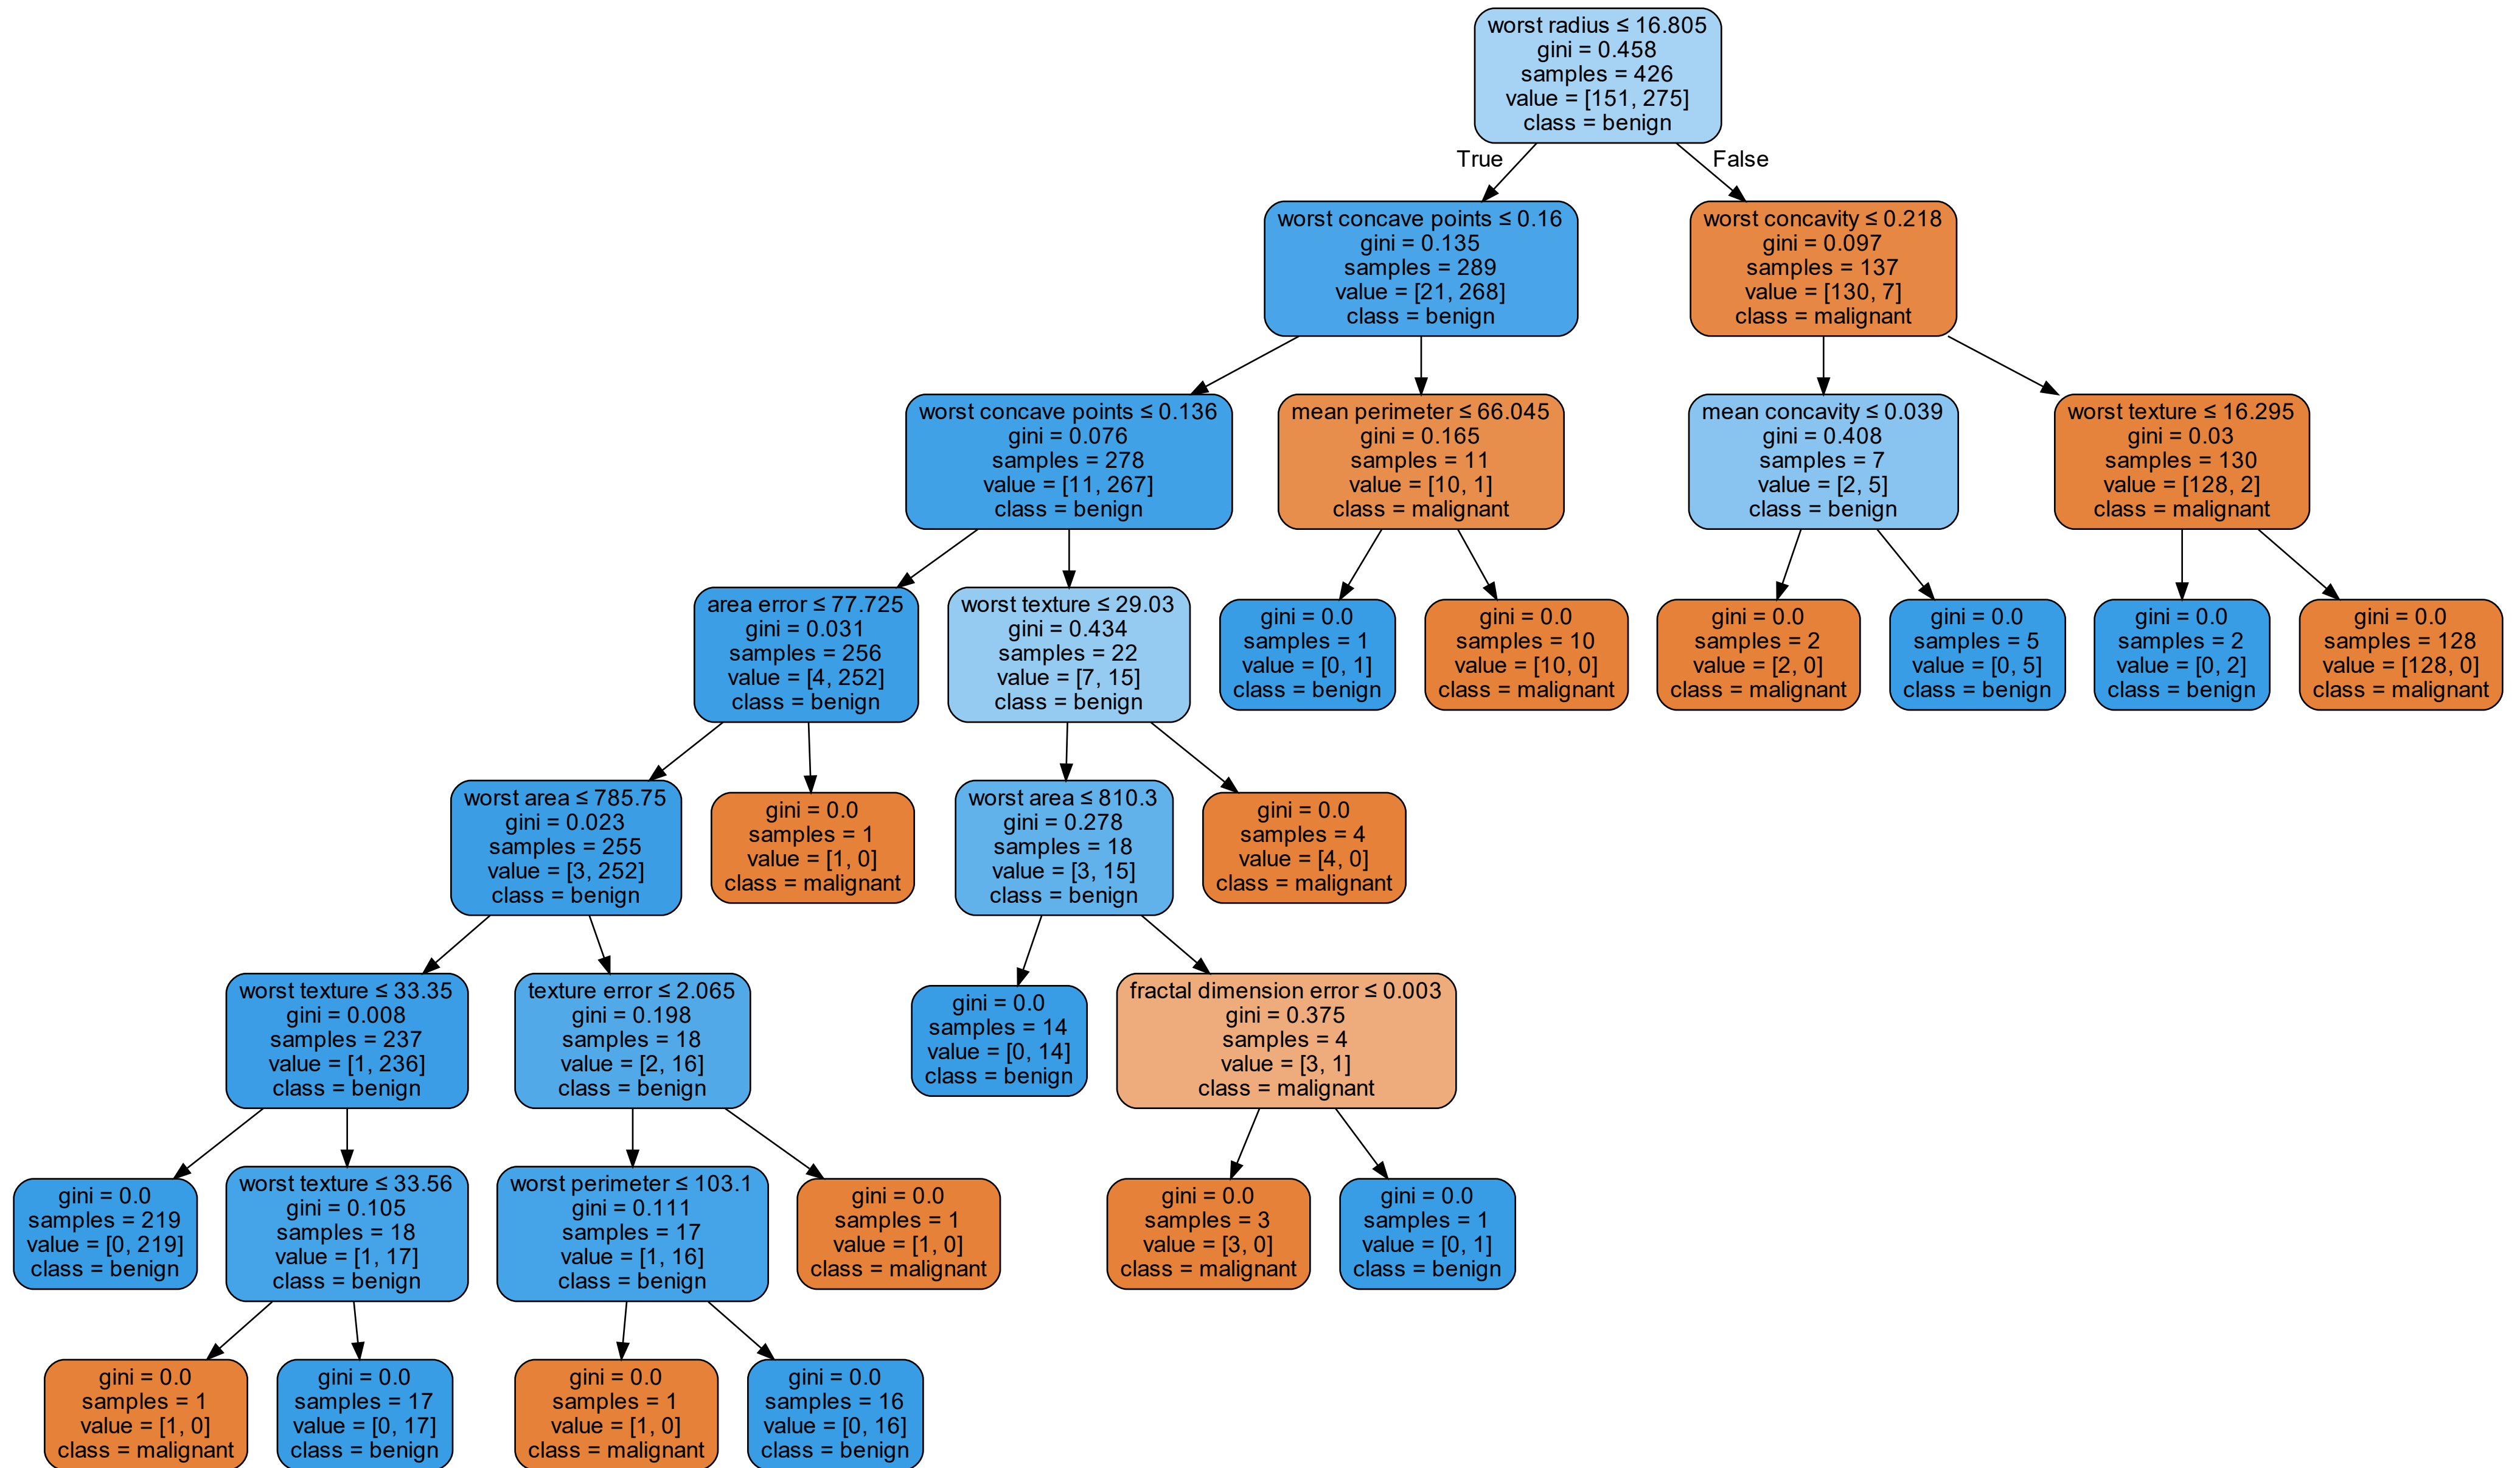 worst radius ≤ 16.805
gini = 0.458
samples = 426
value = [151, 275]
class = benign
True
False
worst concave points ≤ 0.16
gini = 0.135
samples = 289
value = [21, 268]
class = benign
worst concavity ≤ 0.218
gini = 0.097
samples = 137
value = [130, 7]
class = malignant
worst concave points ≤ 0.136
gini = 0.076
samples = 278
value = [11, 267]
class = benign
mean perimeter ≤ 66.045
gini = 0.165
samples = 11
value = [10, 1]
class = malignant
mean concavity ≤ 0.039
gini = 0.408
samples = 7
value = [2, 5]
class = benign
worst texture ≤ 16.295
gini = 0.03
samples = 130
value = [128, 2]
class = malignant
area error ≤ 77.725
gini = 0.031
samples = 256
value = [4, 252]
class = benign
worst texture ≤ 29.03
gini = 0.434
samples = 22
value = [7, 15]
class = benign
gini = 0.0
samples = 1
value = [0, 1]
class = benign
gini = 0.0
samples = 10
value = [10, 0]
class = malignant
gini = 0.0
samples = 2
value = [2, 0]
class = malignant
gini = 0.0
samples = 5
value = [0, 5]
class = benign
gini = 0.0
samples = 2
value = [0, 2]
class = benign
gini = 0.0
samples = 128
value = [128, 0]
class = malignant
worst area ≤ 785.75
gini = 0.023
samples = 255
value = [3, 252]
class = benign
gini = 0.0
samples = 1
value = [1, 0]
class = malignant
worst area ≤ 810.3
gini = 0.278
samples = 18
value = [3, 15]
class = benign
gini = 0.0
samples = 4
value = [4, 0]
class = malignant
worst texture ≤ 33.35
gini = 0.008
samples = 237
value = [1, 236]
class = benign
texture error ≤ 2.065
gini = 0.198
samples = 18
value = [2, 16]
class = benign
gini = 0.0
samples = 14
value = [0, 14]
class = benign
fractal dimension error ≤ 0.003
gini = 0.375
samples = 4
value = [3, 1]
class = malignant
gini = 0.0
samples = 219
value = [0, 219]
class = benign
worst texture ≤ 33.56
gini = 0.105
samples = 18
value = [1, 17]
class = benign
worst perimeter ≤ 103.1
gini = 0.111
samples = 17
value = [1, 16]
class = benign
gini = 0.0
samples = 1
value = [1, 0]
class = malignant
gini = 0.0
samples = 3
value = [3, 0]
class = malignant
gini = 0.0
samples = 1
value = [0, 1]
class = benign
gini = 0.0
samples = 1
value = [1, 0]
class = malignant
gini = 0.0
samples = 17
value = [0, 17]
class = benign
gini = 0.0
samples = 1
value = [1, 0]
class = malignant
gini = 0.0
samples = 16
value = [0, 16]
class = benign